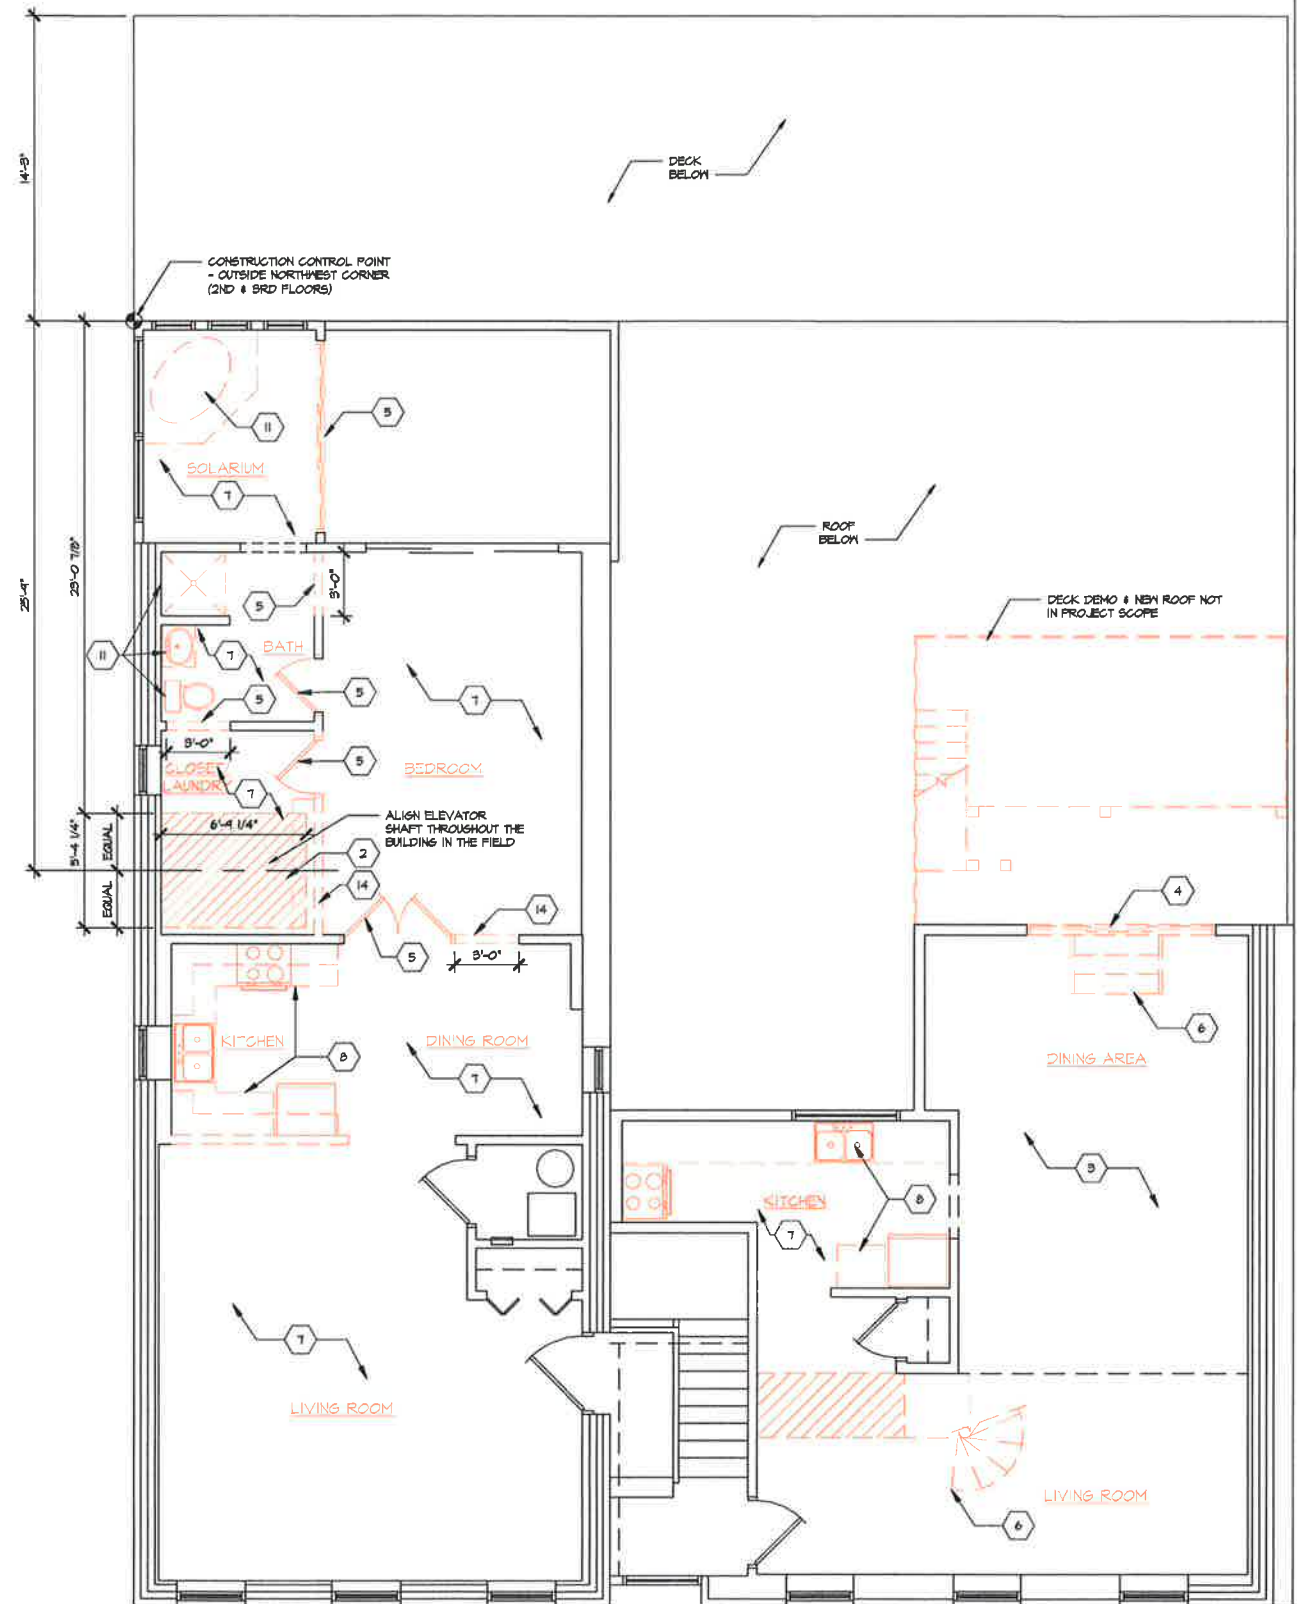 DECK
BELOW
14'-3"
CONSTRUCTION CONTROL POINT
- OUTSIDE NORTHWEST CORNER
(2ND & 3RD FLOORS)
5
11
SOLARIUM
7
ROOF
BELOW
23'-0 7/8"
25'-4"
3'-0"
5
DECK DEMO & NEW ROOF NOT
IN PROJECT SCOPE
BATH
11
7
5
5
7
3'-0"
5
CLOSET
LAUNDRY
BEDROOM
7
ALIGN ELEVATOR
SHAFT THROUGHOUT THE
BUILDING IN THE FIELD
6'-4 1/4"
5'-4 1/4"
EQUAL
EQUAL
2
14
14
4
5
3'-0"
6
KITCHEN
8
DINING ROOM
7
DINING AREA
3
KITCHEN
8
7
7
LIVING ROOM
LIVING ROOM
6